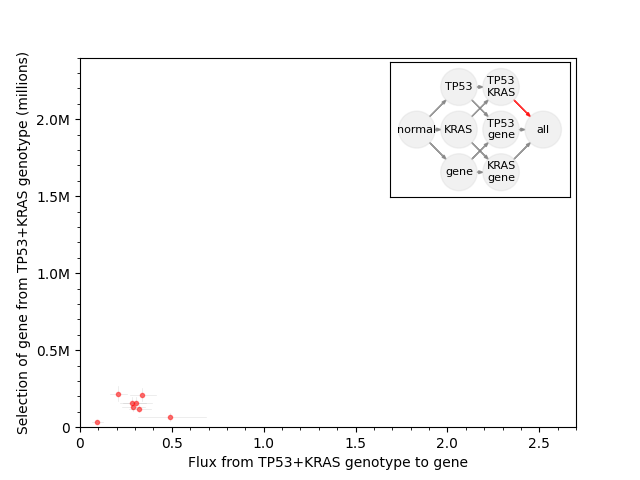 Selection of gene from TP53+KRAS genotype (millions)
2.0M
1.5M
1.0M
0.5M
0
0
0.5
1.0
1.5
2.0
2.5
Flux from TP53+KRAS genotype to gene
normal
TP53
KRAS
gene
TP53
KRAS
TP53
gene
KRAS
gene
all